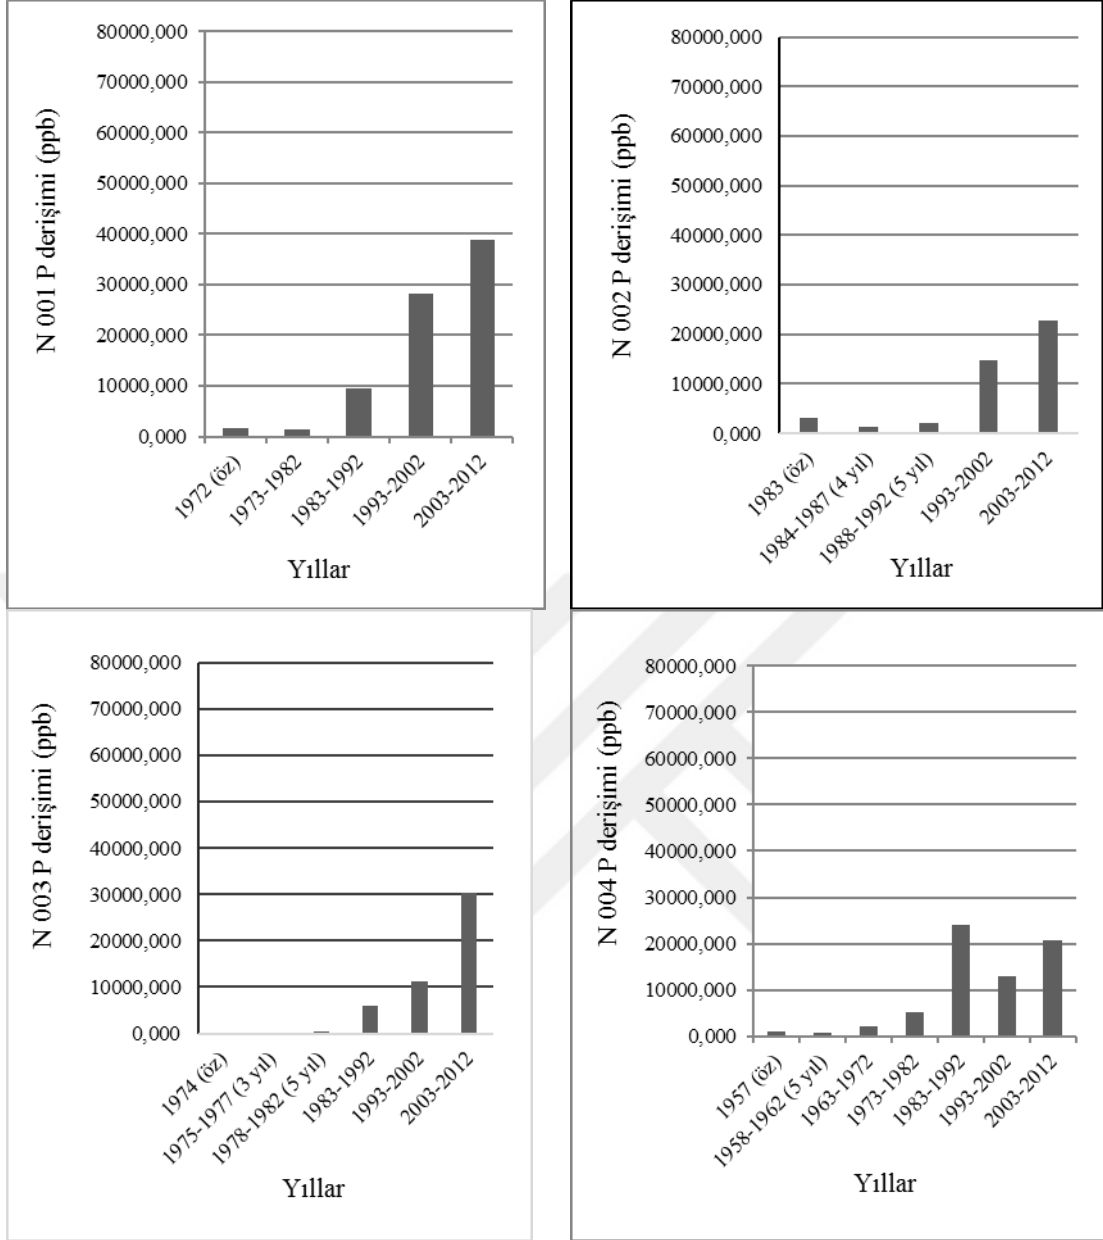 N 001 P derişimi (ppb)
80000,000
70000,000
60000,000
50000,000
40000,000
30000,000
20000,000
10000,000
0,000
1972 (öz)
1973-1982
1983-1992
1993-2002
2003-2012
Yıllar
N 002 P derişimi (ppb)
80000,000
70000,000
60000,000
50000,000
40000,000
30000,000
20000,000
10000,000
0,000
1983 (öz)
1984-1987 (4 yıl)
1988-1992 (5 yıl)
1993-2002
2003-2012
Yıllar
N 003 P derişimi (ppb)
80000,000
70000,000
60000,000
50000,000
40000,000
30000,000
20000,000
10000,000
0,000
1974 (öz)
1975-1977 (3 yıl)
1978-1982 (5 yıl)
1983-1992
1993-2002
2003-2012
Yıllar
N 004 P derişimi (ppb)
80000,000
70000,000
60000,000
50000,000
40000,000
30000,000
20000,000
10000,000
0,000
1957 (öz)
1958-1962 (5 yıl)
1963-1972
1973-1982
1983-1992
1993-2002
2003-2012
Yıllar